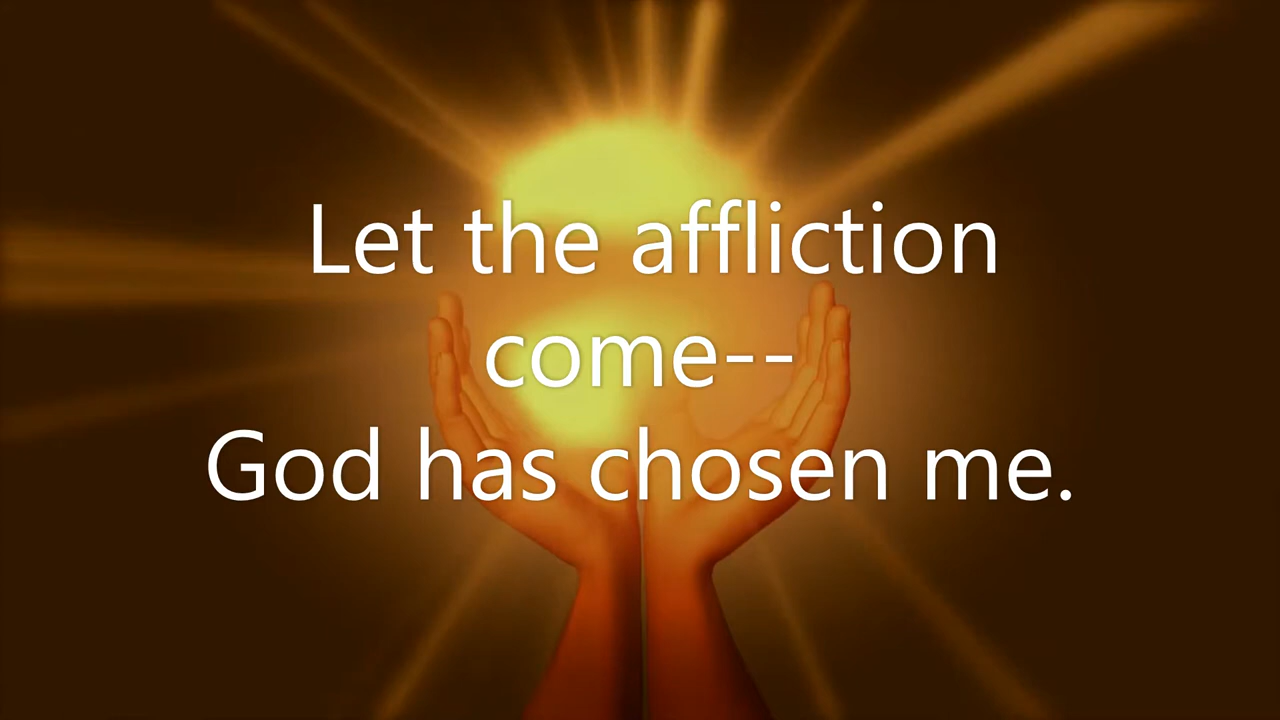 Let the affliction
come--
God has chosen me.